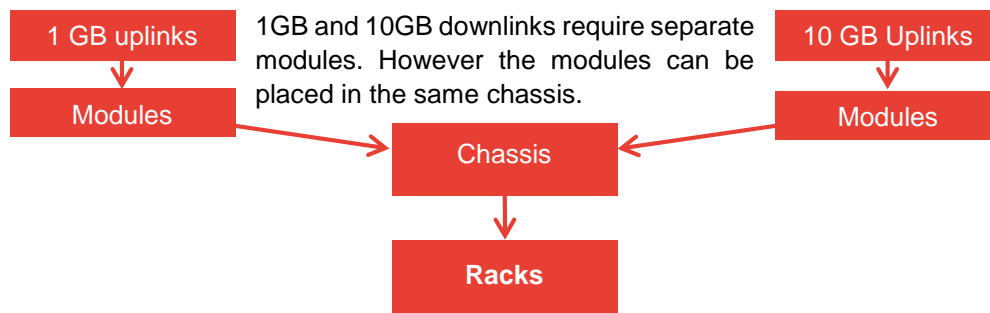 1 GB uplinks
1GB and 10GB downlinks require separate
modules. However the modules can be
placed in the same chassis.
10 GB Uplinks
Modules
Modules
Chassis
Racks